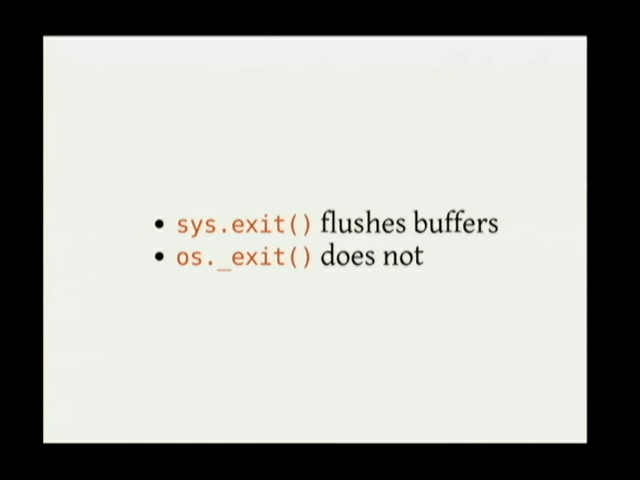 • sys.exit() flushes buffers
• os._exit() does not